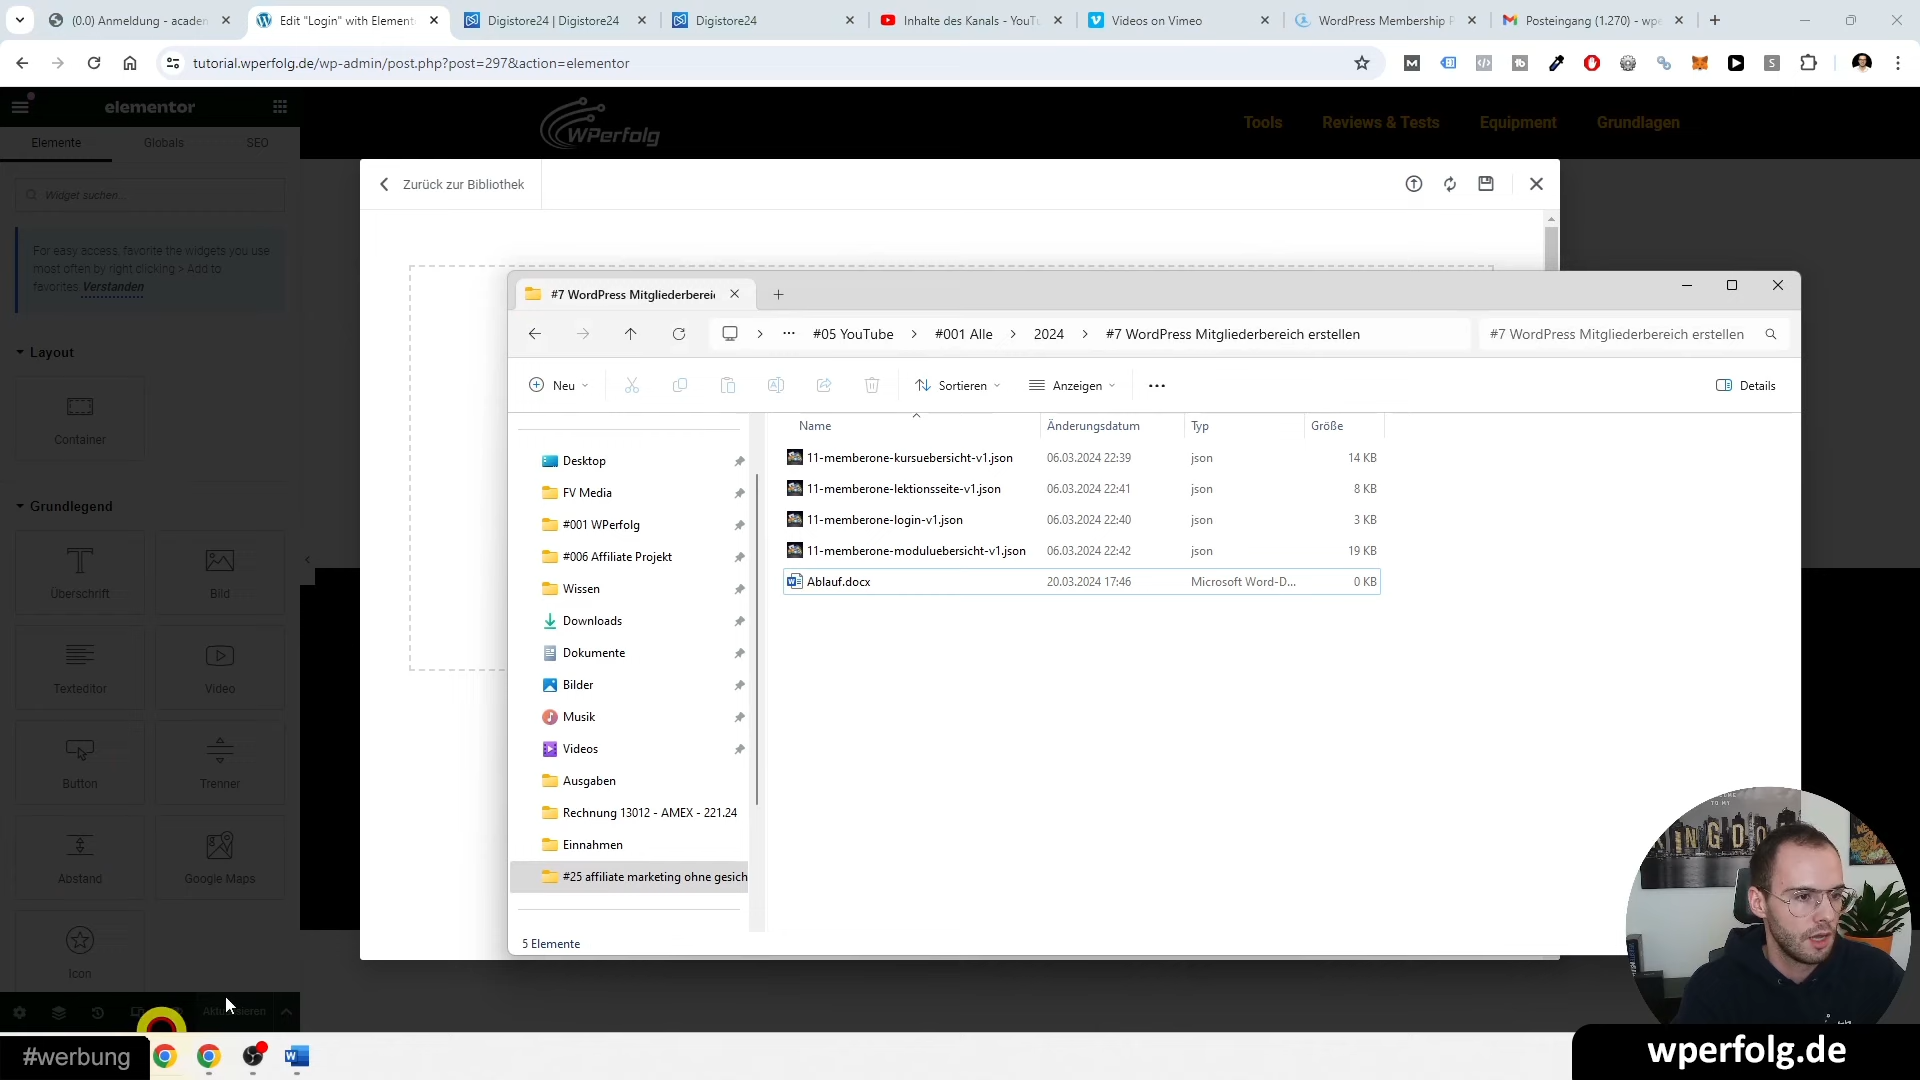 (0.0) Anmeldung - acaden
Edit "Login" with Element
Digistore24 | Digistore24
Digistore24
Inhalte des Kanals - YouTu
Videos on Vimeo
WordPress Membership P
Posteingang (1.270) - wpe
tutorial.wperfolg.de/wp-admin/post.php?post=297&action=elementor
elementor
Elemente
Globals
SEO
Widget suchen...
For easy access, favorite the widgets you use
most often by right clicking > Add to
favorites. Verstanden
Layout
Container
Grundlegend
Überschrift
Bild
Texteditor
Video
Button
Trenner
Abstand
Google Maps
Icon
WPerfolg
Tools
Reviews & Tests
Equipment
Grundlagen
Zurück zur Bibliothek
#7 WordPress Mitgliederberei
#05 YouTube
#001 Alle
2024
#7 WordPress Mitgliederbereich erstellen
#7 WordPress Mitgliederbereich erstellen
Neu
Sortieren
Anzeigen
Details
Desktop
FV Media
#001 WPerfolg
#006 Affiliate Projekt
Wissen
Downloads
Dokumente
Bilder
Musik
Videos
Ausgaben
Rechnung 13012 - AMEX - 221.24
Einnahmen
#25 affiliate marketing ohne gesich
Name
Änderungsdatum
Typ
Größe
11-memberone-kursuebersicht-v1.json 06.03.2024 22:39 json 14 KB
11-memberone-lektionsseite-v1.json 06.03.2024 22:41 json 8 KB
11-memberone-login-v1.json 06.03.2024 22:40 json 3 KB
11-memberone-moduluebersicht-v1.json 06.03.2024 22:42 json 19 KB
Ablauf.docx 20.03.2024 17:46 Microsoft Word-D... 0 KB
5 Elemente
#werbung
wperfolg.de